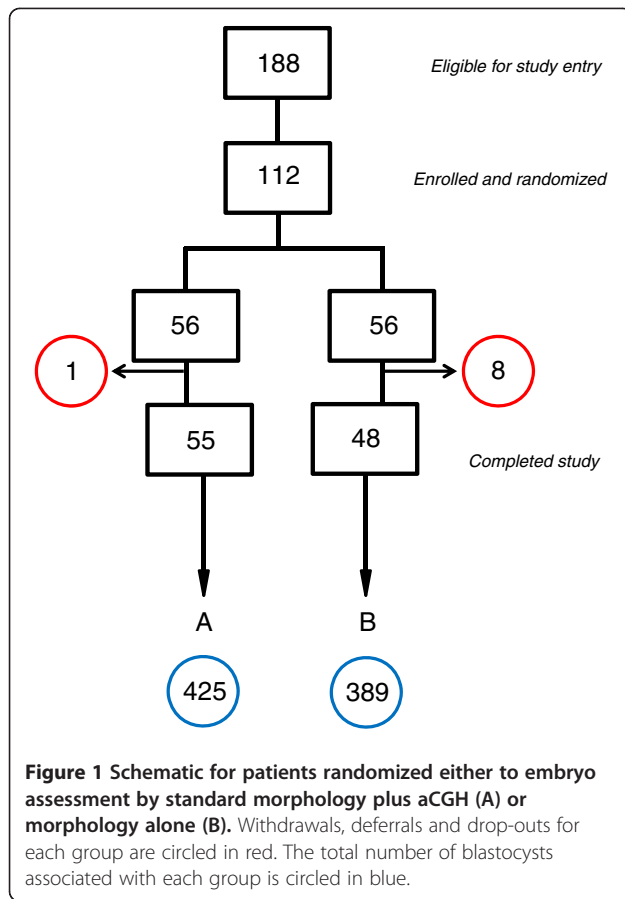 188
Eligible for study entry
112
Enrolled and randomized
56
56
1
8
55
48
Completed study
A
B
425
389
Figure 1 Schematic for patients randomized either to embryo
assessment by standard morphology plus aCGH (A) or
morphology alone (B). Withdrawals, deferrals and drop-outs for
each group are circled in red. The total number of blastocysts
associated with each group is circled in blue.